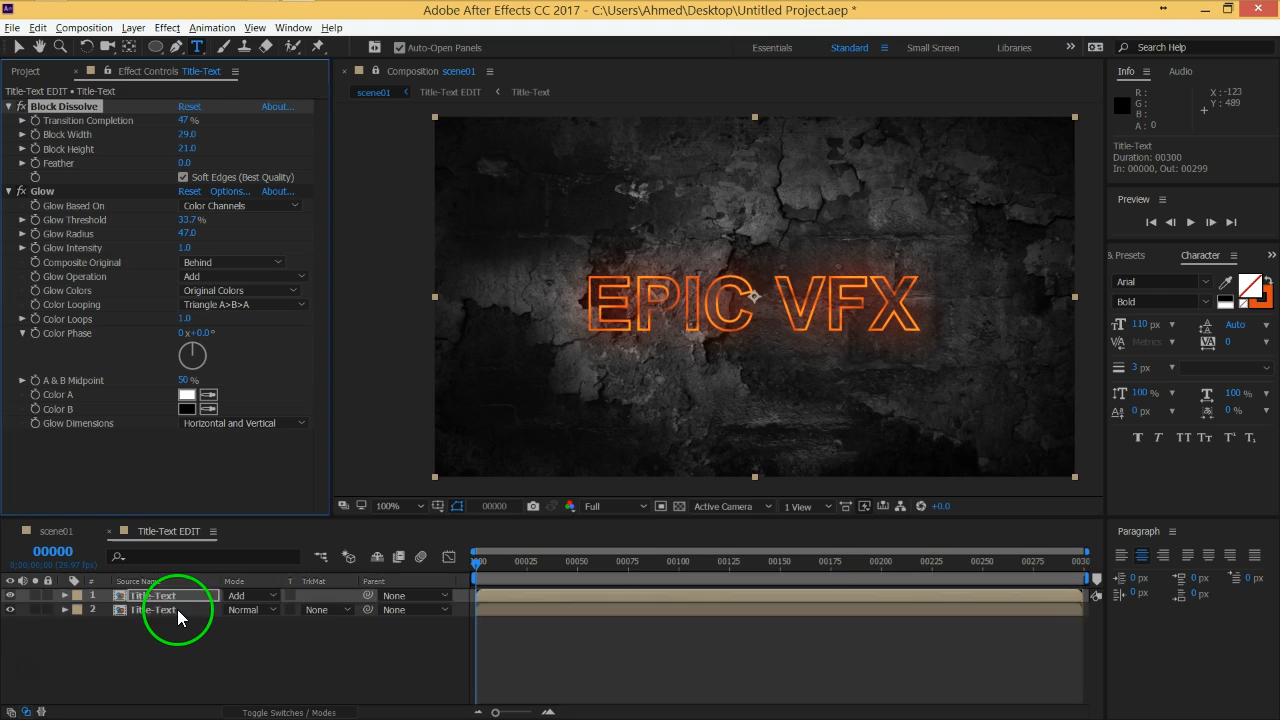 Adobe After Effects CC 2017 - C:\Users\Ahmed\Desktop\Untitled Project.aep *
File Edit Composition Layer Effect Animation View Window Help
Auto-Open Panels
Essentials
Standard
Small Screen
Libraries
Search Help
Project
Effect Controls Title-Text
Title-Text EDIT • Title-Text
fx Block Dissolve Reset About...
Transition Completion 47 %
Block Width 29.0
Block Height 21.0
Feather 0.0
Soft Edges (Best Quality)
fx Glow Reset Options... About...
Glow Based On Color Channels
Glow Threshold 33.7 %
Glow Radius 47.0
Glow Intensity 1.0
Composite Original Behind
Glow Operation Add
Glow Colors Original Colors
Color Looping Triangle A>B>A
Color Loops 1.0
Color Phase 0 x+0.0°
A & B Midpoint 50 %
Color A
Color B
Glow Dimensions Horizontal and Vertical
Composition scene01
scene01 Title-Text EDIT Title-Text
EPIC VFX
100% 00000 Full Active Camera 1 View +0.0
Info Audio
R :
G :
B :
A : 0
X : -123
Y : 489
Title-Text
Duration: 00300
In: 00000, Out: 00299
Preview
& Presets Character
Arial
Bold
110 px Auto
Metrics 0
3 px
100 % 100 %
0 px 0 %
T T TT Tт T¹ T₁
Paragraph
0 px 0 px 0 px
0 px 0 px
scene01
Title-Text EDIT
00000
0;00;00;00 (29.97 fps)
# Source Name Mode T TrkMat Parent
1 Title-Text Add None
2 Title-Text Normal None None
00025 00050 00075 00100 00125 00150 00175 00200 00225 00250 00275
Toggle Switches / Modes